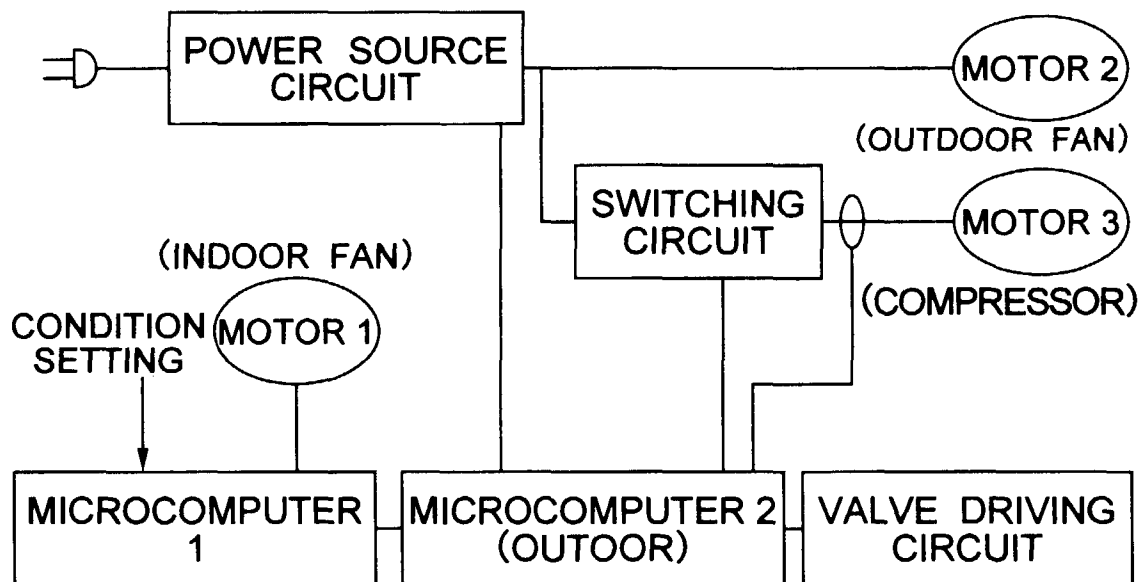 POWER SOURCE
CIRCUIT
MOTOR 2
(OUTDOOR FAN)
SWITCHING
CIRCUIT
MOTOR 3
(COMPRESSOR)
(INDOOR FAN)
MOTOR 1
CONDITION
SETTING
MICROCOMPUTER
1
MICROCOMPUTER 2
(OUTOOR)
VALVE DRIVING
CIRCUIT